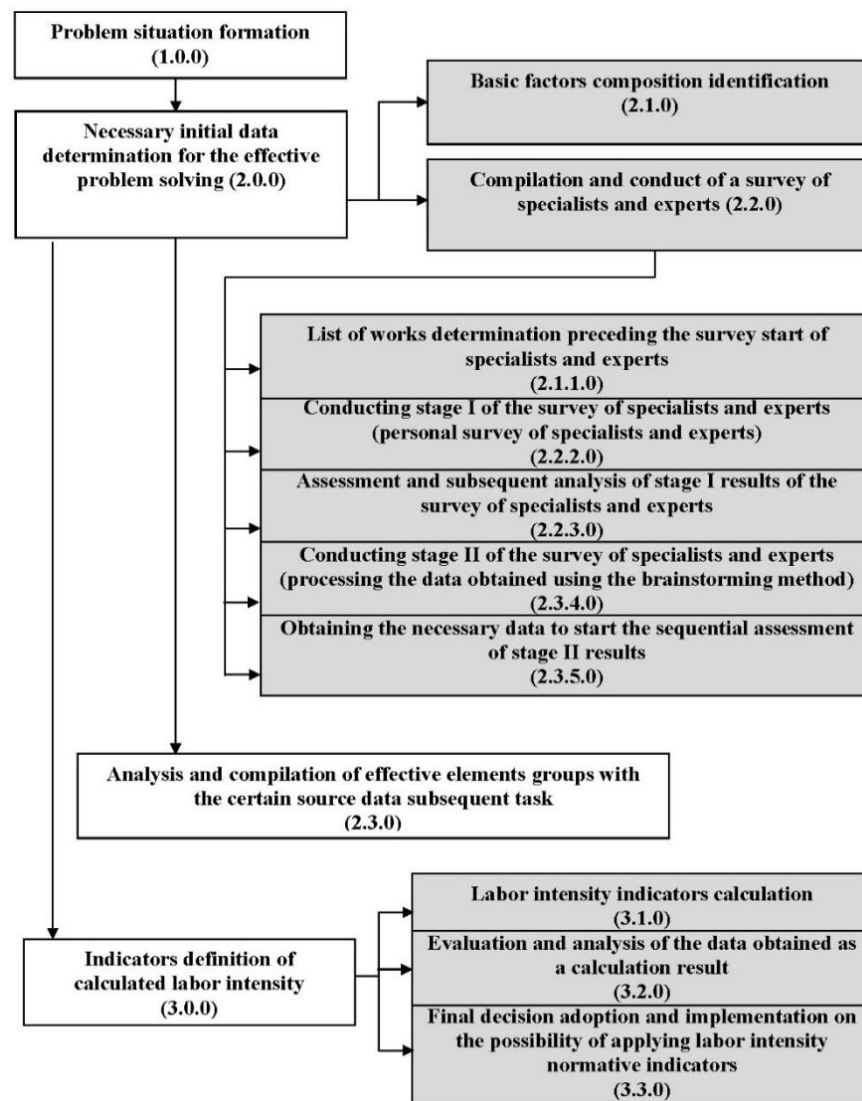 Problem situation formation
(1.0.0)
Necessary initial data
determination for the effective
problem solving (2.0.0)
Basic factors composition identification
(2.1.0)
Compilation and conduct of a survey of
specialists and experts (2.2.0)
List of works determination preceding the survey start of
specialists and experts
(2.1.1.0)
Conducting stage I of the survey of specialists and experts
(personal survey of specialists and experts)
(2.2.2.0)
Assessment and subsequent analysis of stage I results of the
survey of specialists and experts
(2.2.3.0)
Conducting stage II of the survey of specialists and experts
(processing the data obtained using the brainstorming method)
(2.3.4.0)
Obtaining the necessary data to start the sequential assessment
of stage II results
(2.3.5.0)
Analysis and compilation of effective elements groups with
the certain source data subsequent task
(2.3.0)
Indicators definition of
calculated labor intensity
(3.0.0)
Labor intensity indicators calculation
(3.1.0)
Evaluation and analysis of the data obtained as
a calculation result
(3.2.0)
Final decision adoption and implementation on
the possibility of applying labor intensity
normative indicators
(3.3.0)